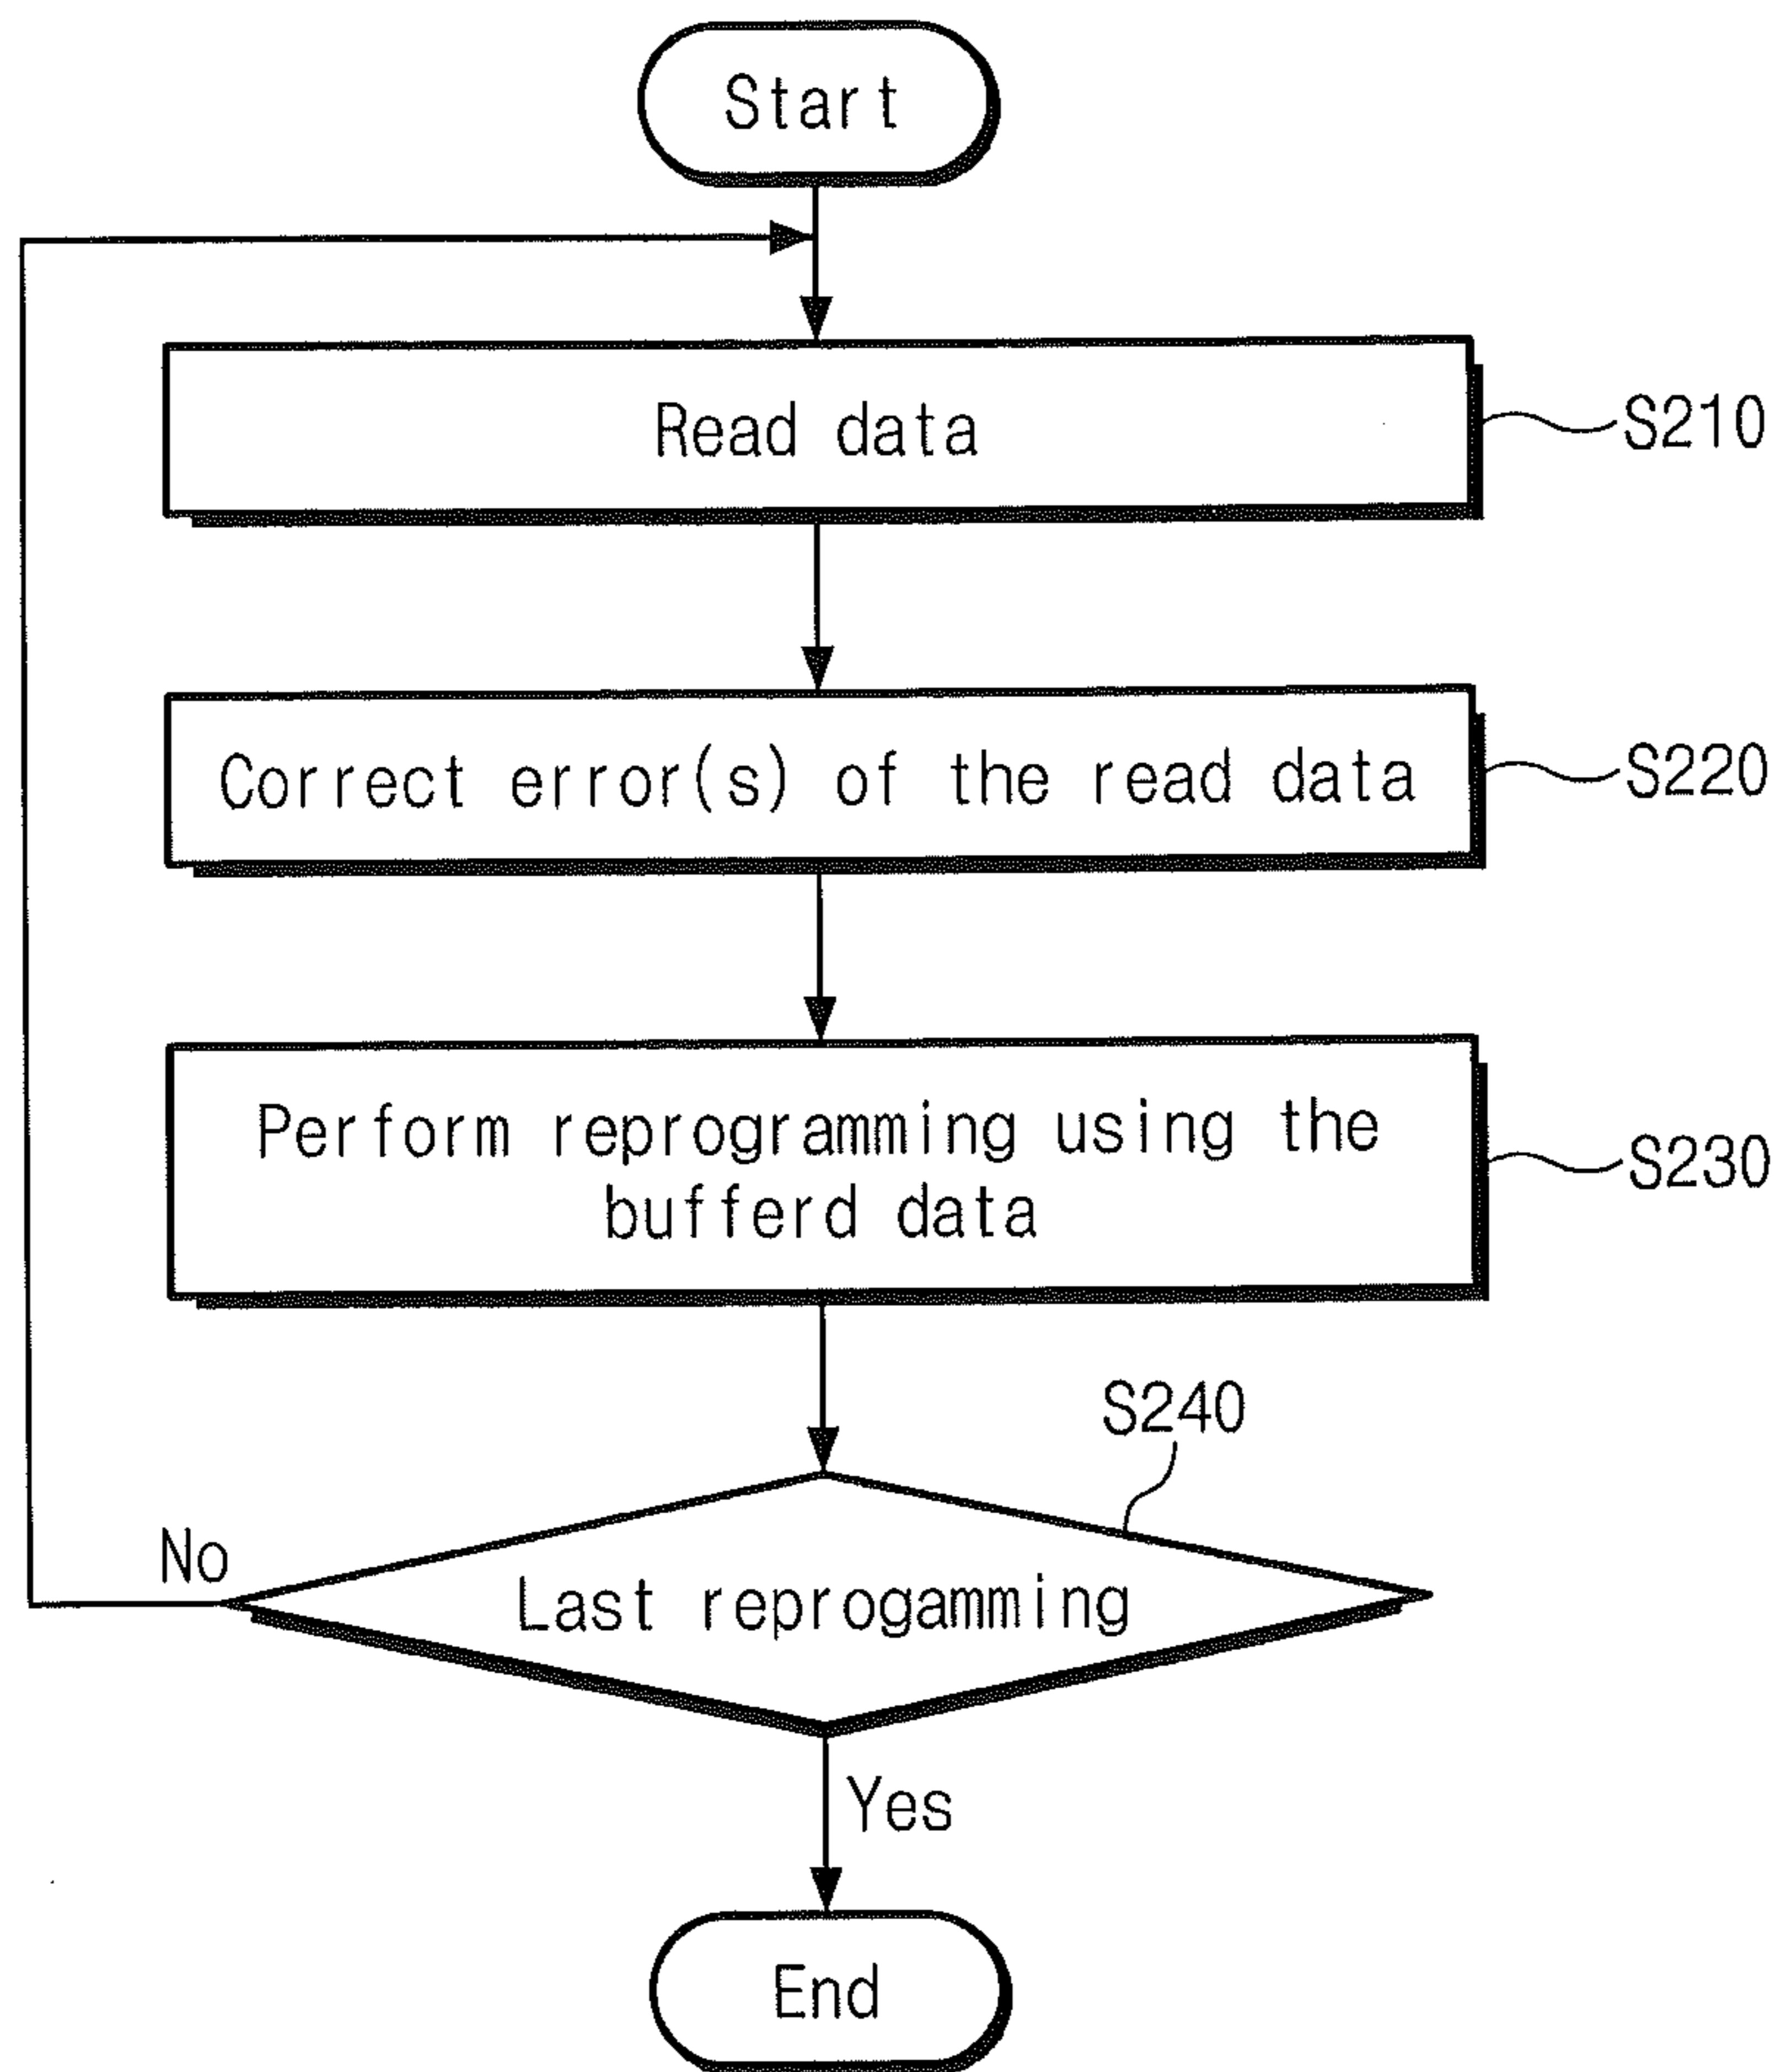 Start
Read data
S210
Correct error(s) of the read data
S220
Perform reprogramming using the
bufferd data
S230
S240
No
Last reprogamming
Yes
End